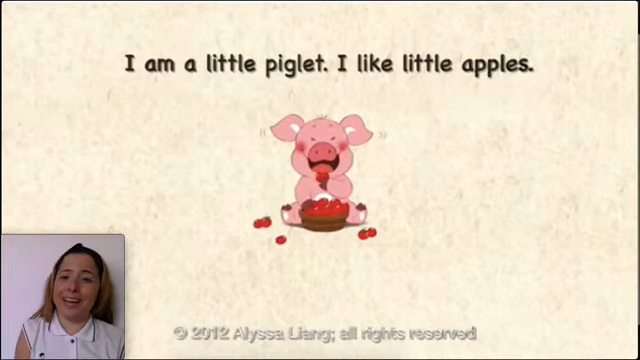 I am a little piglet. I like little apples.
© 2012 Alyssa Liang; all rights reserved